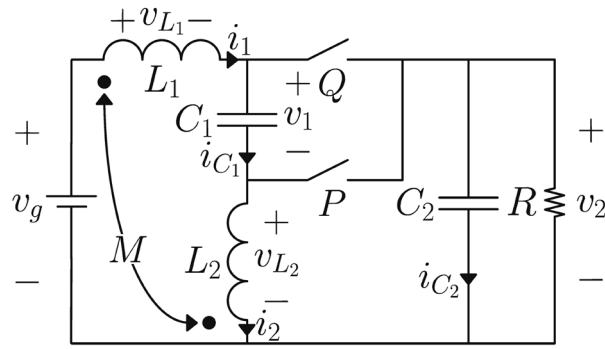 + v_{L_1} −
i_1
L_1
+ Q
C_1
v_1
+
+
i_{C_1}
−
v_g
P
C_2
R
v_2
+
M
L_2
v_{L_2}
−
−
i_{C_2}
−
i_2